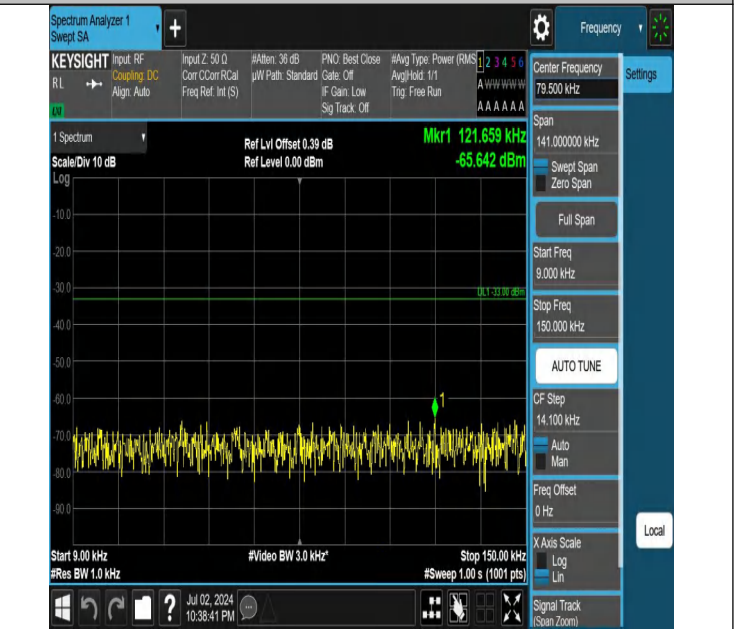 Spectrum Analyzer 1
Swept SA
+
Frequency
KEYSIGHT
RL
Input: RF
Coupling: DC
Align: Auto
Input Z: 50 Ω
Corr CCorr RCal
Freq Ref: Int (S)
#Atten: 36 dB
µW Path: Standard
PNO: Best Close
Gate: Off
IF Gain: Low
Sig Track: Off
#Avg Type: Power (RMS
Avg|Hold: 1/1
Trig: Free Run
1 2 3 4 5 6
A W W W W W
A A A A A A
1 Spectrum
Scale/Div 10 dB
Ref Lvl Offset 0.39 dB
Ref Level 0.00 dBm
Mkr1 121.659 kHz
-65.642 dBm
Log
-10.0
-20.0
-30.0
-40.0
-50.0
-60.0
-70.0
-80.0
-90.0
DL1 -33.00 dBm
1
Start 9.00 kHz
#Res BW 1.0 kHz
#Video BW 3.0 kHz*
Stop 150.00 kHz
#Sweep 1.00 s (1001 pts)
?
Jul 02, 2024
10:38:41 PM
Center Frequency
79.500 kHz
Span
141.000000 kHz
Swept Span
Zero Span
Full Span
Start Freq
9.000 kHz
Stop Freq
150.000 kHz
AUTO TUNE
CF Step
14.100 kHz
Auto
Man
Freq Offset
0 Hz
X Axis Scale
Log
Lin
Signal Track
(Span Zoom)
Settings
Local